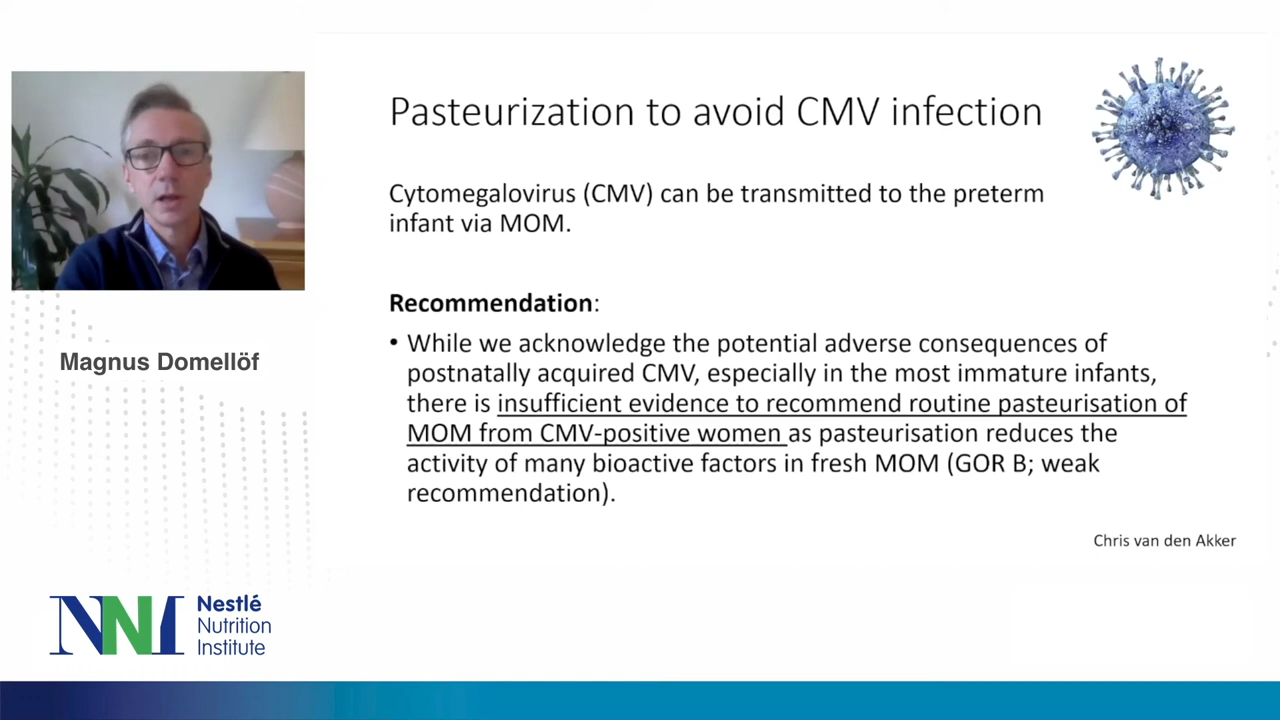 Pasteurization to avoid CMV infection
Cytomegalovirus (CMV) can be transmitted to the preterm
infant via MOM.
Recommendation:
• While we acknowledge the potential adverse consequences of
postnatally acquired CMV, especially in the most immature infants,
there is insufficient evidence to recommend routine pasteurisation of
MOM from CMV-positive women as pasteurisation reduces the
activity of many bioactive factors in fresh MOM (GOR B; weak
recommendation).
Chris van den Akker
Magnus Domellöf
NNI
Nestlé
Nutrition
Institute